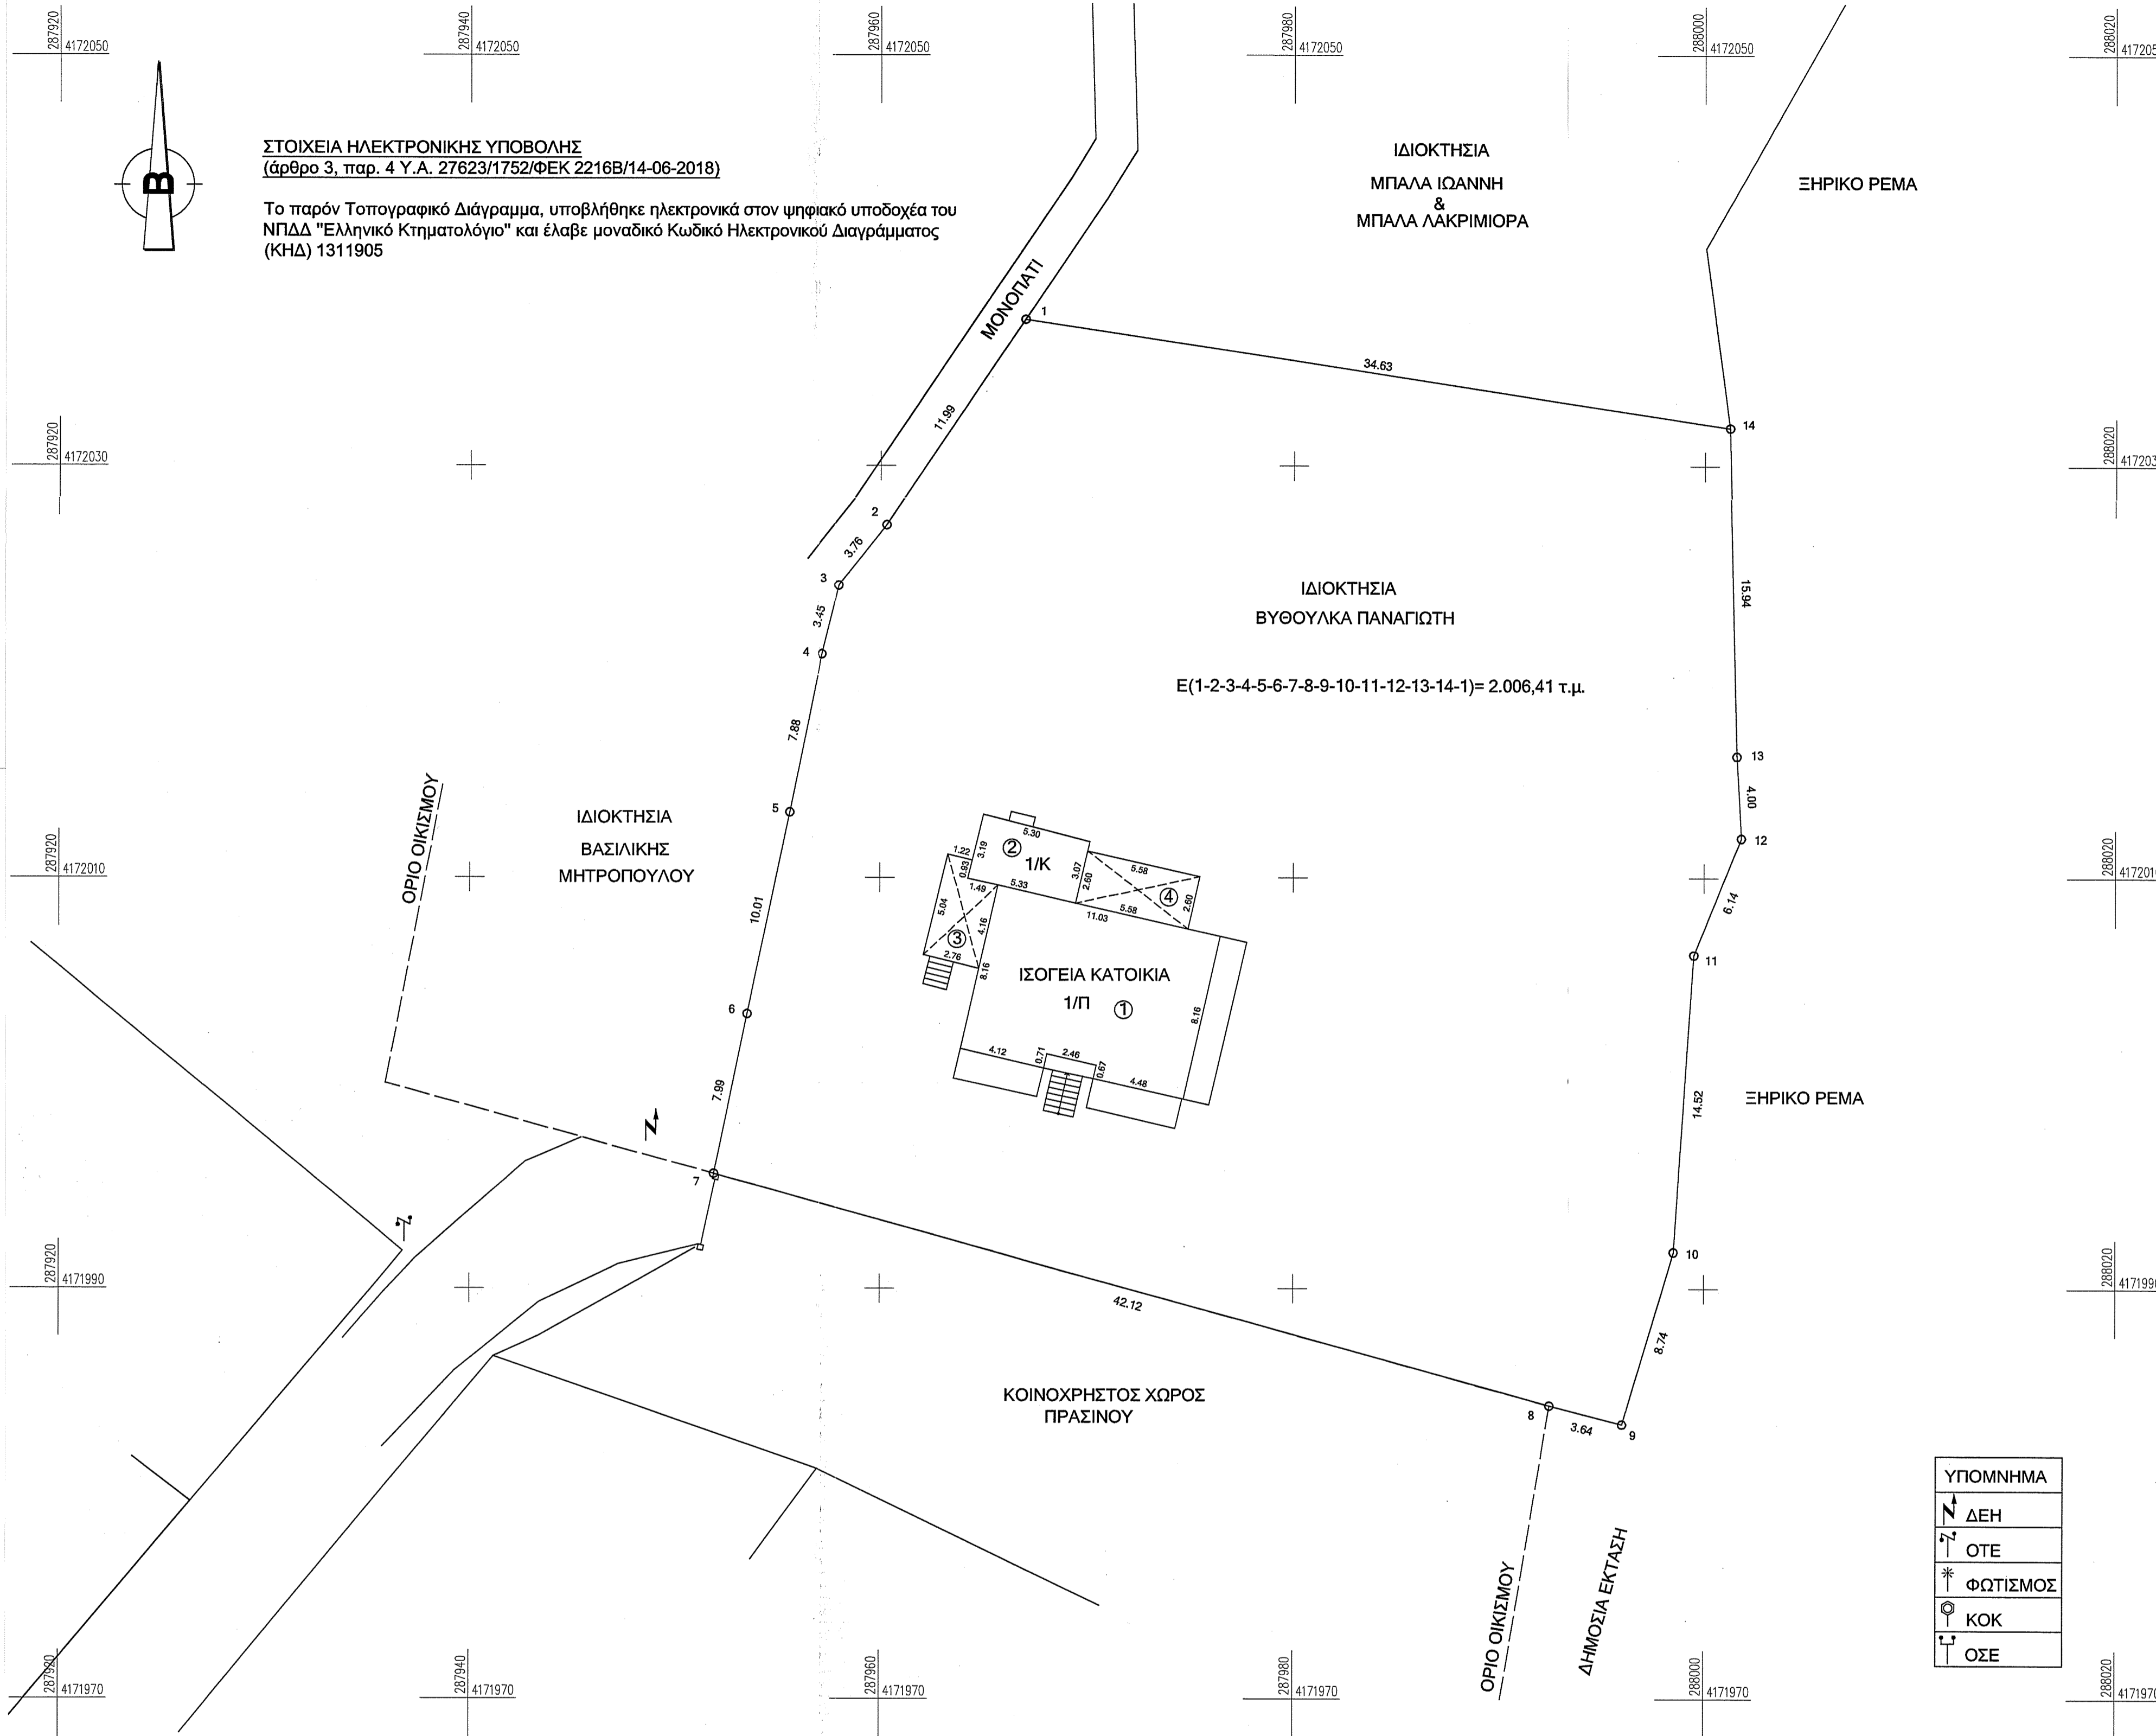 287920 4172050
287940 4172050
287960 4172050
287980 4172050
288000 4172050
288020
Β
ΣΤΟΙΧΕΙΑ ΗΛΕΚΤΡΟΝΙΚΗΣ ΥΠΟΒΟΛΗΣ
(άρθρο 3, παρ. 4 Υ.Α. 27623/1752/ΦΕΚ 2216Β/14-06-2018)
Το παρόν Τοπογραφικό Διάγραμμα, υποβλήθηκε ηλεκτρονικά στον ψηφιακό υποδοχέα του
ΝΠΔΔ "Ελληνικό Κτηματολόγιο" και έλαβε μοναδικό Κωδικό Ηλεκτρονικού Διαγράμματος
(ΚΗΔ) 1311905
ΙΔΙΟΚΤΗΣΙΑ
ΜΠΑΛΑ ΙΩΑΝΝΗ
&
ΜΠΑΛΑ ΛΑΚΡΙΜΙΟΡΑ
ΞΗΡΙΚΟ ΡΕΜΑ
ΜΟΝΟΠΑΤΙ
1
34.63
11.99
14
287920 4172030
288020
2
3.76
3
3.45
4
15.94
ΙΔΙΟΚΤΗΣΙΑ
ΒΥΘΟΥΛΚΑ ΠΑΝΑΓΙΩΤΗ
Ε(1-2-3-4-5-6-7-8-9-10-11-12-13-14-1)= 2.006,41 τ.μ.
7.88
13
4.00
12
5
ΟΡΙΟ ΟΙΚΙΣΜΟΥ
ΙΔΙΟΚΤΗΣΙΑ
ΒΑΣΙΛΙΚΗΣ
ΜΗΤΡΟΠΟΥΛΟΥ
287920 4172010
288020
10.01
5.30
2
1/Κ
3.19
1.22
0.93
1.49
5.33
3.07
2.60
5.58
4
2.60
5.58
11.03
5.04
4.16
3
2.76
8.16
ΙΣΟΓΕΙΑ ΚΑΤΟΙΚΙΑ
1/Π
1
8.16
4.12
0.71
2.46
0.67
4.48
6.14
11
6
7.99
14.52
ΞΗΡΙΚΟ ΡΕΜΑ
7
10
287920 4171990
288020
42.12
8.74
ΚΟΙΝΟΧΡΗΣΤΟΣ ΧΩΡΟΣ
ΠΡΑΣΙΝΟΥ
8
3.64
9
ΟΡΙΟ ΟΙΚΙΣΜΟΥ
ΔΗΜΟΣΙΑ ΕΚΤΑΣΗ
ΥΠΟΜΝΗΜΑ
ΔΕΗ
ΟΤΕ
ΦΩΤΙΣΜΟΣ
ΚΟΚ
ΟΣΕ
287920 4171970
287940 4171970
287960 4171970
287980 4171970
288000 4171970
288020 4171970